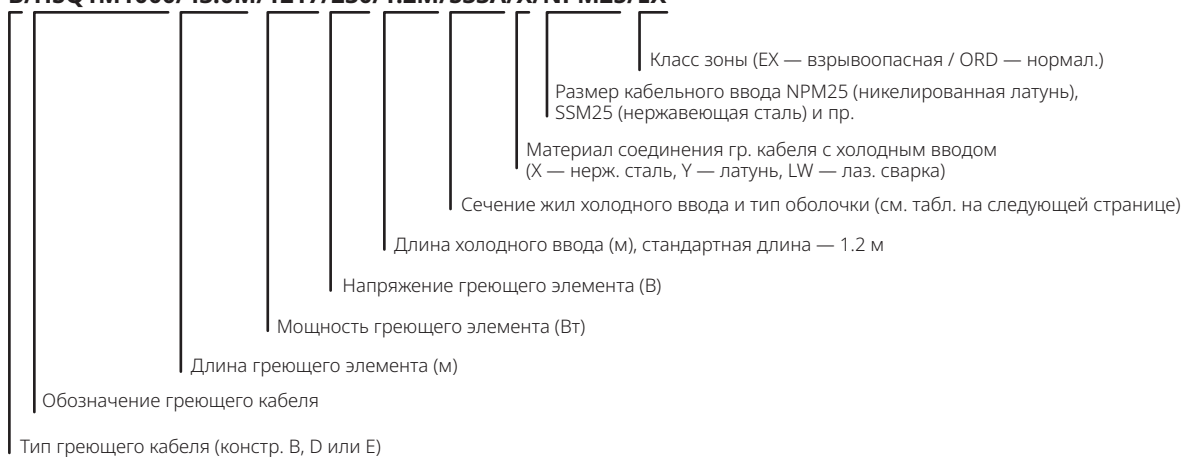 Класс зоны (EX — взрывоопасная / ORD — нормал.)
Размер кабельного ввода NPM25 (никелированная латунь),
SSM25 (нержавеющая сталь) и пр.
Материал соединения гр. кабеля с холодным вводом
(X — нерж. сталь, Y — латунь, LW — лаз. сварка)
Сечение жил холодного ввода и тип оболочки (см. табл. на следующей странице)
Длина холодного ввода (м), стандартная длина — 1.2 м
Напряжение греющего элемента (В)
Мощность греющего элемента (Вт)
Длина греющего элемента (м)
Обозначение греющего кабеля
Тип греющего кабеля (констр. B, D или E)